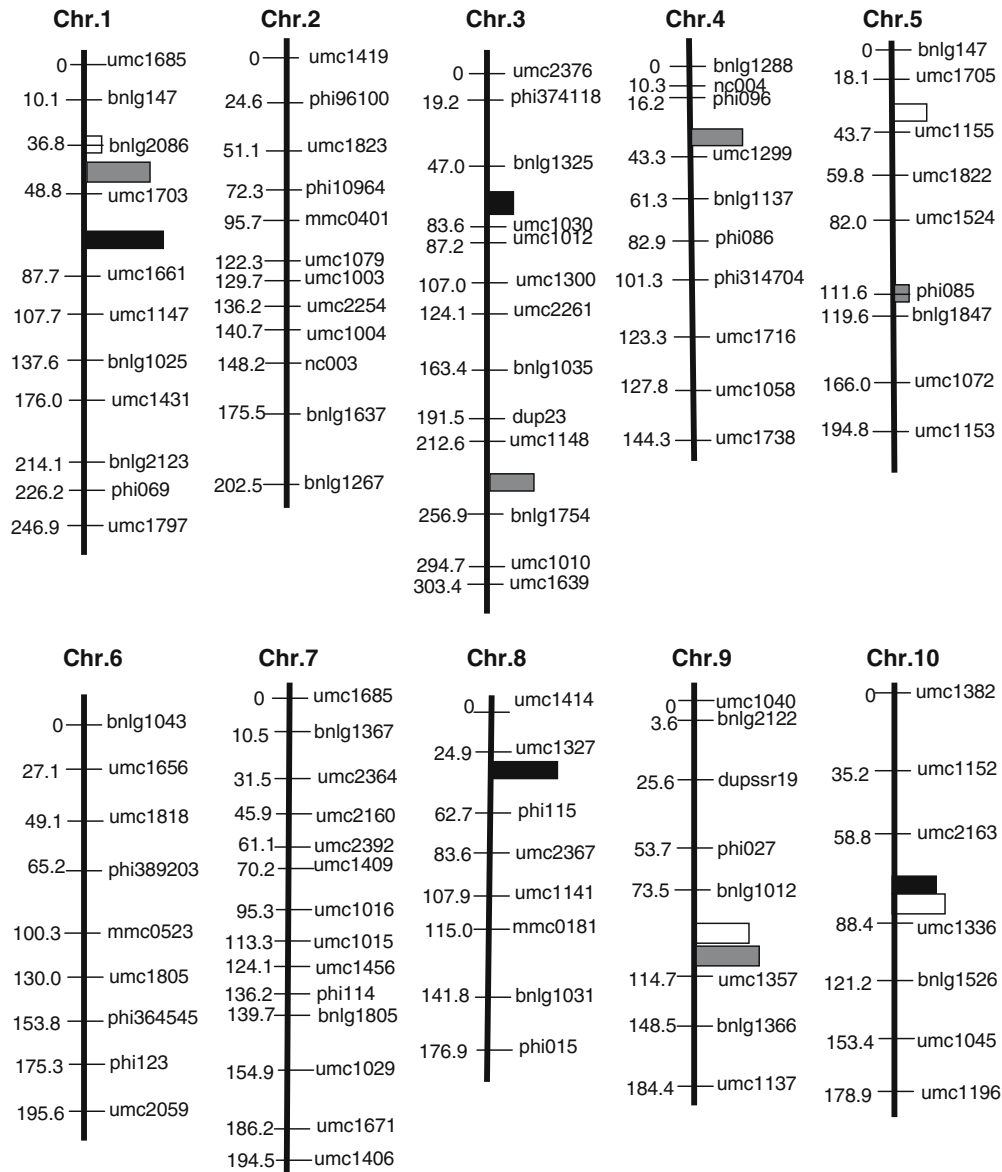 Chr.1
0 umc1685
10.1 bnlg147
36.8 bnlg2086
48.8 umc1703
87.7 umc1661
107.7 umc1147
137.6 bnlg1025
176.0 umc1431
214.1 bnlg2123
226.2 phi069
246.9 umc1797
Chr.2
0 umc1419
24.6 phi96100
51.1 umc1823
72.3 phi10964
95.7 mmc0401
122.3 umc1079
129.7 umc1003
136.2 umc2254
140.7 umc1004
148.2 nc003
175.5 bnlg1637
202.5 bnlg1267
Chr.3
0 umc2376
19.2 phi374118
47.0 bnlg1325
83.6 umc1030
87.2 umc1012
107.0 umc1300
124.1 umc2261
163.4 bnlg1035
191.5 dup23
212.6 umc1148
256.9 bnlg1754
294.7 umc1010
303.4 umc1639
Chr.4
0 bnlg1288
10.3 nc004
16.2 phi096
43.3 umc1299
61.3 bnlg1137
82.9 phi086
101.3 phi314704
123.3 umc1716
127.8 umc1058
144.3 umc1738
Chr.5
0 bnlg147
18.1 umc1705
43.7 umc1155
59.8 umc1822
82.0 umc1524
111.6 phi085
119.6 bnlg1847
166.0 umc1072
194.8 umc1153
Chr.6
0 bnlg1043
27.1 umc1656
49.1 umc1818
65.2 phi389203
100.3 mmc0523
130.0 umc1805
153.8 phi364545
175.3 phi123
195.6 umc2059
Chr.7
0 umc1685
10.5 bnlg1367
31.5 umc2364
45.9 umc2160
61.1 umc2392
70.2 umc1409
95.3 umc1016
113.3 umc1015
124.1 umc1456
136.2 phi114
139.7 bnlg1805
154.9 umc1029
186.2 umc1671
194.5 umc1406
Chr.8
0 umc1414
24.9 umc1327
62.7 phi115
83.6 umc2367
107.9 umc1141
115.0 mmc0181
141.8 bnlg1031
176.9 phi015
Chr.9
0 umc1040
3.6 bnlg2122
25.6 dupssr19
53.7 phi027
73.5 bnlg1012
114.7 umc1357
148.5 bnlg1366
184.4 umc1137
Chr.10
0 umc1382
35.2 umc1152
58.8 umc2163
88.4 umc1336
121.2 bnlg1526
153.4 umc1045
178.9 umc1196